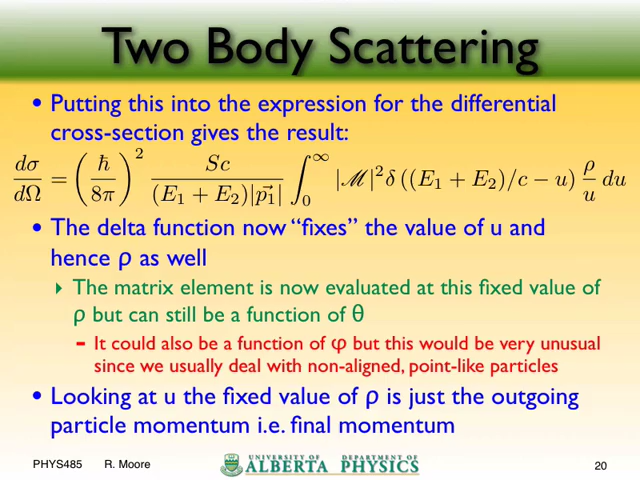 Two Body Scattering
• Putting this into the expression for the differential
cross-section gives the result:
dσ/dΩ = (ħ/8π)² Sc/((E₁ + E₂)|p⃗₁|) ∫₀^∞ |ℳ|² δ ((E₁ + E₂)/c − u) ρ/u du
• The delta function now “fixes” the value of u and
hence ρ as well
‣ The matrix element is now evaluated at this fixed value of
ρ but can still be a function of θ
- It could also be a function of φ but this would be very unusual
since we usually deal with non-aligned, point-like particles
• Looking at u the fixed value of ρ is just the outgoing
particle momentum i.e. final momentum
PHYS485 R. Moore
UNIVERSITY OF ALBERTA DEPARTMENT OF PHYSICS
20